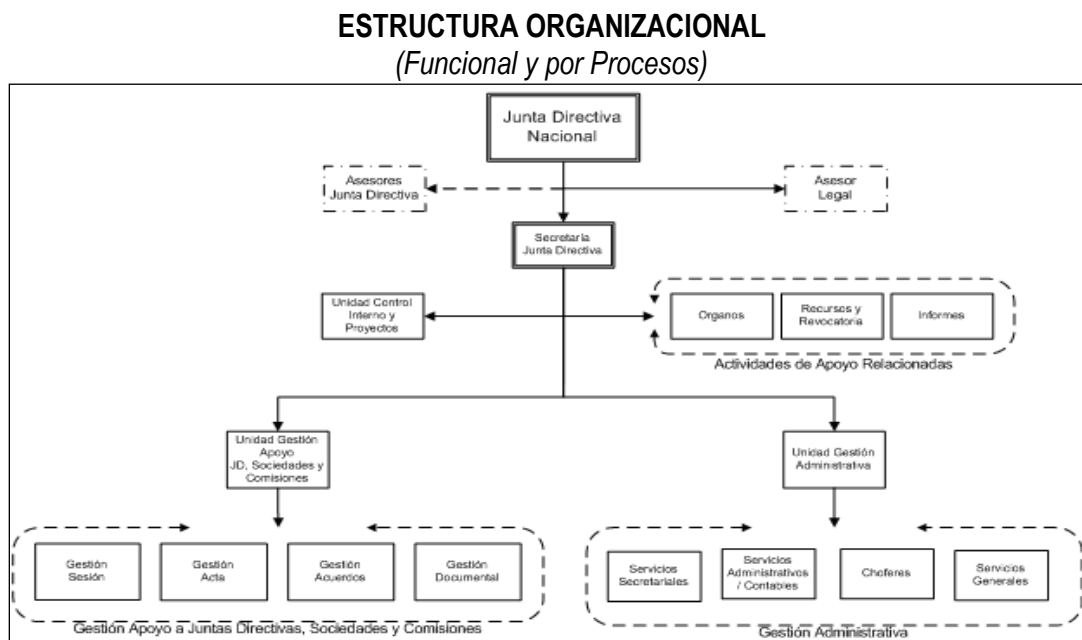 ESTRUCTURA ORGANIZACIONAL
(Funcional y por Procesos)
Junta Directiva
Nacional
Asesores
Junta Directiva
Asesor
Legal
Secretaría
Junta Directiva
Unidad Control
Interno y
Proyectos
Organos
Recursos y
Revocatoria
Informes
Actividades de Apoyo Relacionadas
Unidad Gestión
Apoyo
JD, Sociedades y
Comisiones
Unidad Gestión
Administrativa
Gestión
Sesión
Gestión
Acta
Gestión
Acuerdos
Gestión
Documental
Gestión Apoyo a Juntas Directivas, Sociedades y Comisiones
Servicios
Secretariales
Servicios
Administrativos
/ Contables
Choferes
Servicios
Generales
Gestión Administrativa